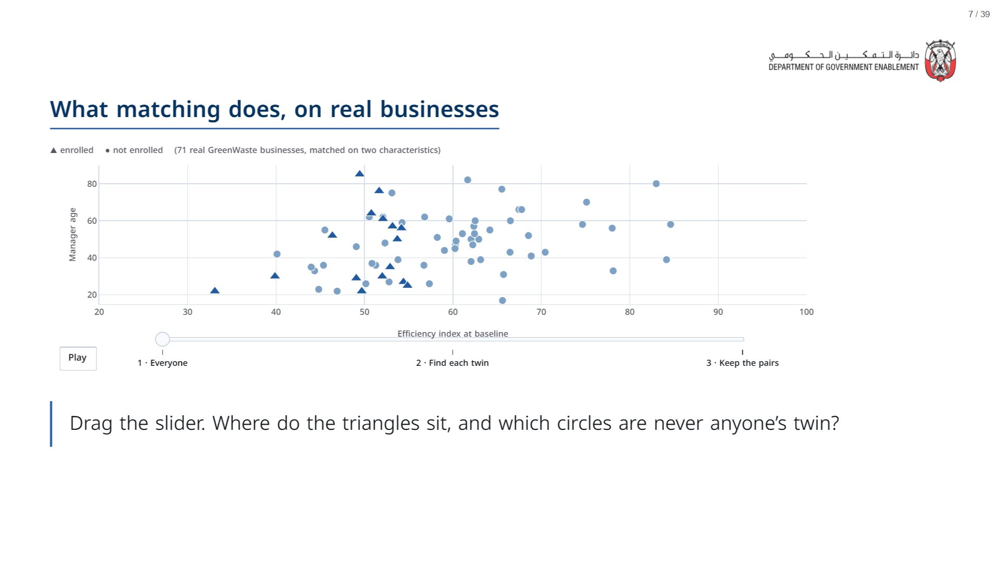 7 / 39
دائرة التمكين الحكومي
DEPARTMENT OF GOVERNMENT ENABLEMENT
What matching does, on real businesses
▲ enrolled ● not enrolled (71 real GreenWaste businesses, matched on two characteristics)
Manager age
80
60
40
20
20 30 40 50 60 70 80 90 100
Efficiency index at baseline
Play
1 · Everyone 2 · Find each twin 3 · Keep the pairs
Drag the slider. Where do the triangles sit, and which circles are never anyone’s twin?